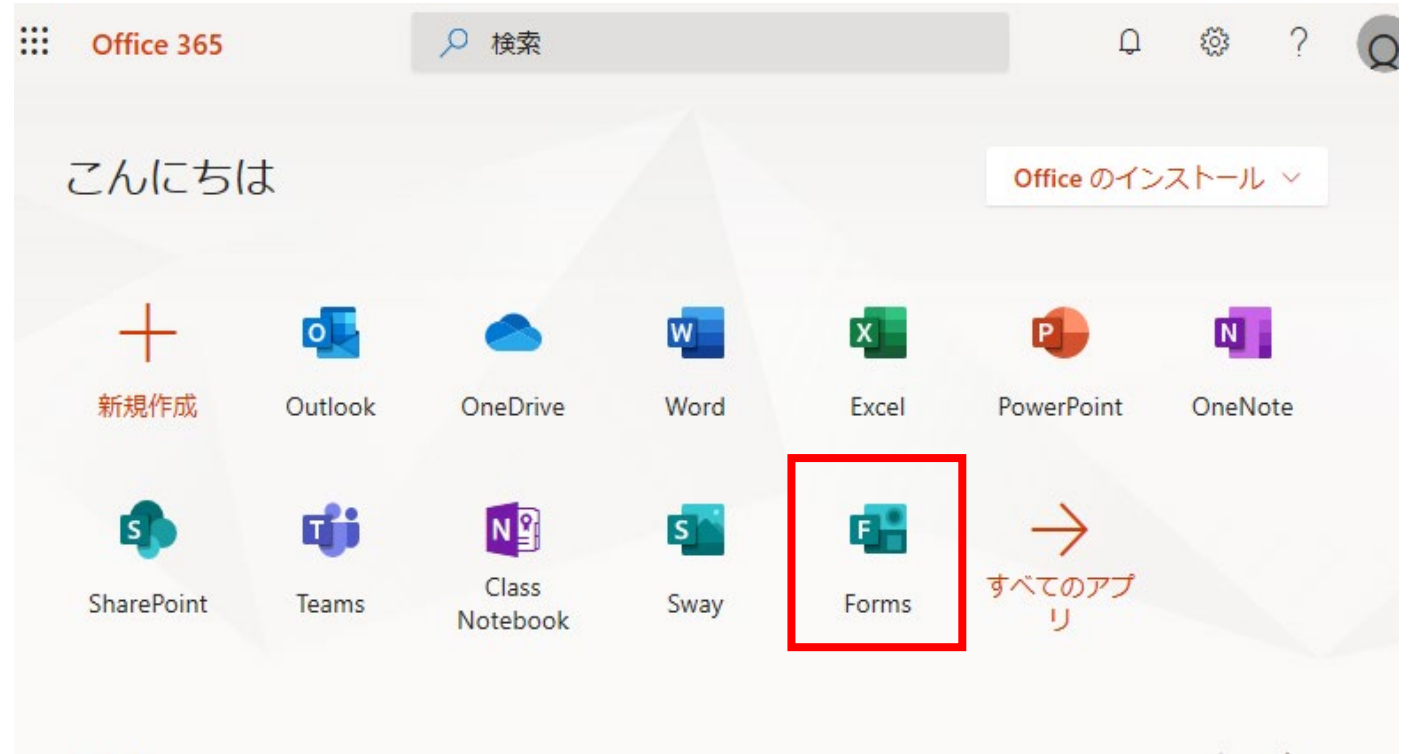 Office 365
検索
?
こんにちは
Office のインストール
新規作成
Outlook
OneDrive
Word
Excel
PowerPoint
OneNote
SharePoint
Teams
Class
Notebook
Sway
Forms
すべてのアプ
リ